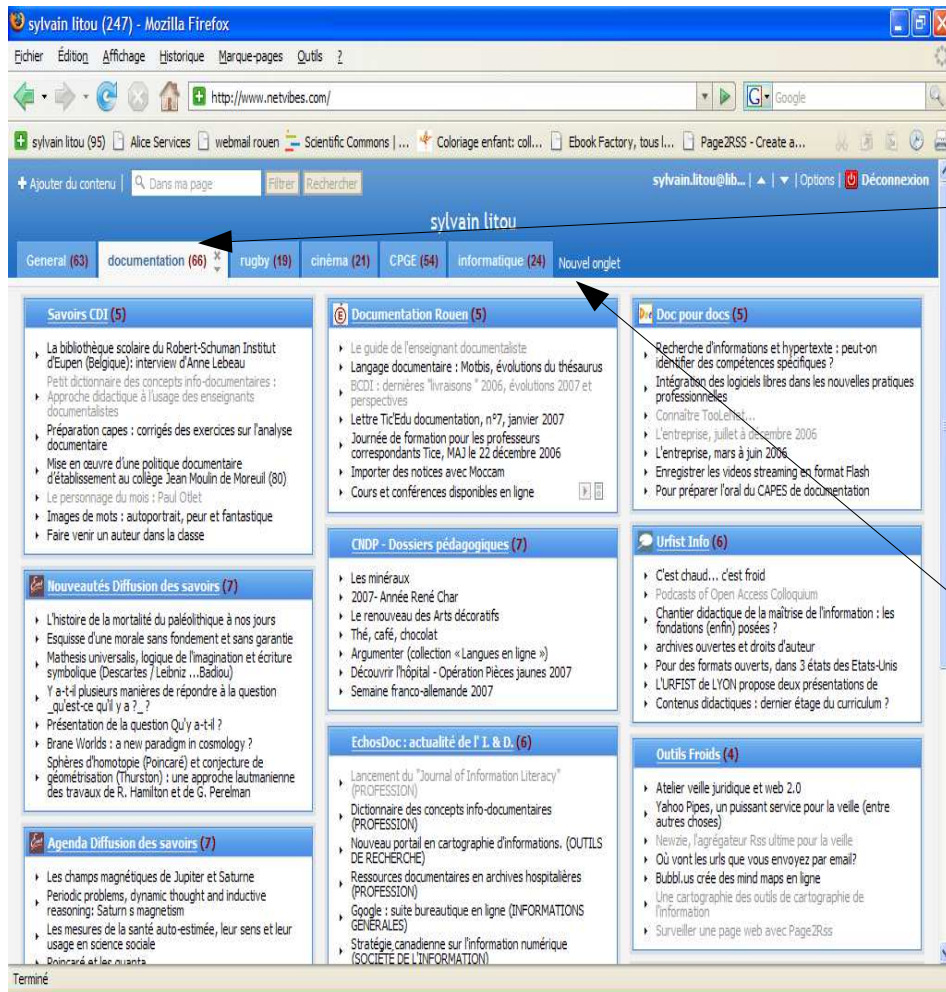 sylvain litou (247) - Mozilla Firefox
Fichier Édition Affichage Historique Marque-pages Outils ?
http://www.netvibes.com/ Google
sylvain litou (95) Alice Services webmail rouen Scientific Commons | ... Coloriage enfant: coll... Ebook Factory, tous l... Page2RSS - Create a...
Ajouter du contenu | Dans ma page Filtrer Rechercher sylvain.litou@lib... | | Options | Déconnexion
sylvain litou
General (63) documentation (66) rugby (19) cinèma (21) CPGE (54) informatique (24) Nouvel onglet
Savoirs CDI (5)
La bibliothèque scolaire du Robert-Schuman Institut
d'Eupen (Belgique): interview d'Anne Lebeau
Petit dictionnaire des concepts info-documentaires :
Approche didactique à l'usage des enseignants
documentalistes
Préparation capes : corrigés des exercices sur l'analyse
documentaire
Mise en œuvre d'une politique documentaire
d'établissement au collège Jean Moulin de Moreuil (80)
Le personnage du mois : Paul Otlet
Images de mots : autoportrait, peur et fantastique
Faire venir un auteur dans la classe
Nouveautés Diffusion des savoirs (7)
L'histoire de la mortalité du paléolithique à nos jours
Esquisse d'une morale sans fondement et sans garantie
Mathesis universalis, logique de l'imagination et écriture
symbolique (Descartes / Leibniz ...Badiou)
Y a-t-il plusieurs manières de répondre à la question
_qu'est-ce qu'il y a ?_ ?
Présentation de la question Qu'y a-t-il ?
Brane Worlds : a new paradigm in cosmology ?
Sphères d'homotopie (Poincaré) et conjecture de
géométrisation (Thurston) : une approche lautmanienne
des travaux de R. Hamilton et de G. Perelman
Agenda Diffusion des savoirs (7)
Les champs magnétiques de Jupiter et Saturne
Periodic problems, dynamic thought and inductive
reasoning: Saturn s magnetism
Les mesures de la santé auto-estimée, leur sens et leur
usage en science sociale
Poincaré et les quanta
Documentation Rouen (5)
Le guide de l'enseignant documentaliste
Langage documentaire : Motbis, évolutions du thésaurus
BCDI : dernières "livraisons " 2006, évolutions 2007 et
perspectives
Lettre Tic'Edu documentation, n°7, janvier 2007
Journée de formation pour les professeurs
correspondants Tice, MAJ le 22 décembre 2006
Importer des notices avec Moccam
Cours et conférences disponibles en ligne
CNDP - Dossiers pédagogiques (7)
Les minéraux
2007- Année René Char
Le renouveau des Arts décoratifs
Thé, café, chocolat
Argumenter (collection « Langues en ligne »)
Découvrir l'hôpital - Opération Pièces jaunes 2007
Semaine franco-allemande 2007
EchosDoc : actualité de l' I. & D. (6)
Lancement du "Journal of Information Literacy"
(PROFESSION)
Dictionnaire des concepts info-documentaires
(PROFESSION)
Nouveau portail en cartographie d'informations. (OUTILS
DE RECHERCHE)
Ressources documentaires en archives hospitalières
(PROFESSION)
Google : suite bureautique en ligne (INFORMATIONS
GÉNÉRALES)
Stratégie canadienne sur l'information numérique
(SOCIÉTÉ DE L'INFORMATION)
Doc pour docs (5)
Recherche d'informations et hypertexte : peut-on
identifier des compétences spécifiques ?
Intégration des logiciels libres dans les nouvelles pratiques
professionnelles
Connaître TooLeNet...
L'entreprise, juillet à décembre 2006
L'entreprise, mars à juin 2006
Enregistrer les videos streaming en format Flash
Pour préparer l'oral du CAPES de documentation
Urfist Info (6)
C'est chaud... c'est froid
Podcasts of Open Access Colloquium
Chantier didactique de la maîtrise de l'information : les
fondations (enfin) posées ?
archives ouvertes et droits d'auteur
Pour des formats ouverts, dans 3 états des Etats-Unis
L'URFIST de LYON propose deux présentations de
Contenus didactiques : dernier étage du curriculum ?
Outils Froids (4)
Atelier veille juridique et web 2.0
Yahoo Pipes, un puissant service pour la veille (entre
autres choses)
Newzie, l'agrégateur Rss ultime pour la veille
Où vont les urls que vous envoyez par email?
Bubbl.us crée des mind maps en ligne
Une cartographie des outils de cartographie de
l'information
Surveiller une page web avec Page2Rss
Terminé